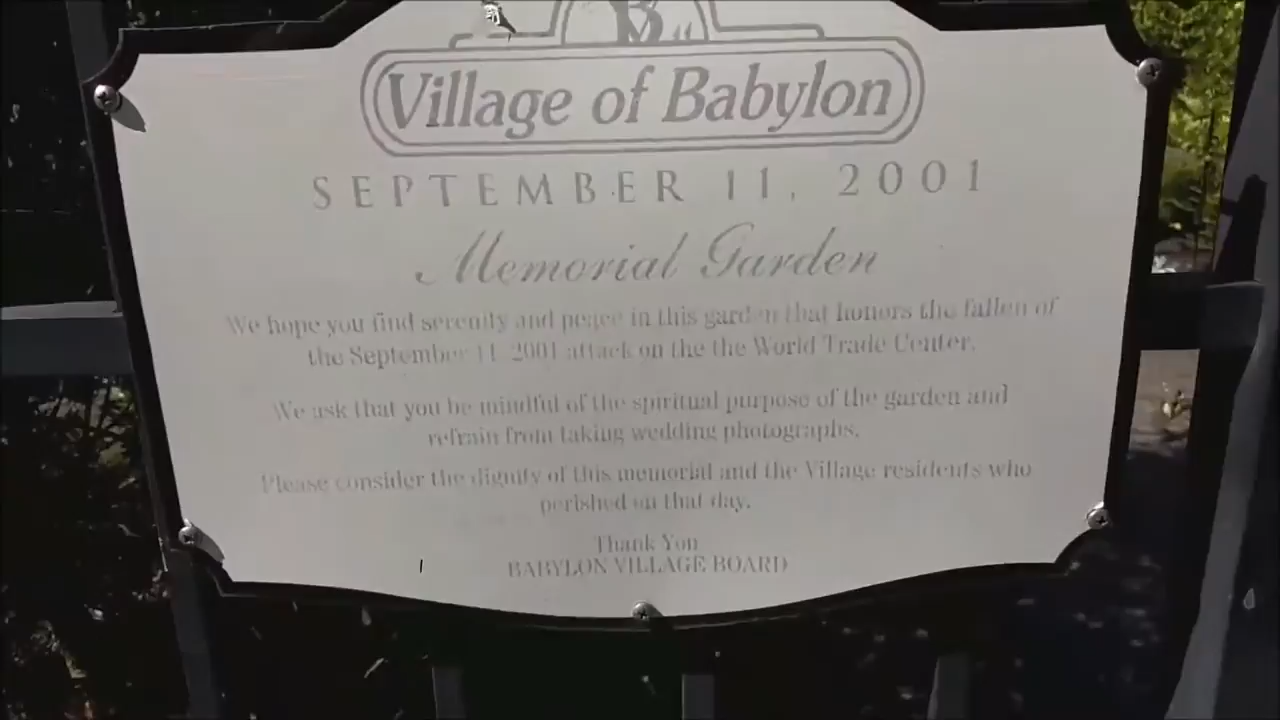 B
Village of Babylon
SEPTEMBER 11, 2001
Memorial Garden
We hope you find serenity and peace in this garden that honors the fallen of
the September 11, 2001 attack on the the World Trade Center.
We ask that you be mindful of the spiritual purpose of the garden and
refrain from taking wedding photographs.
Please consider the dignity of this memorial and the Village residents who
perished on that day.
Thank You
BABYLON VILLAGE BOARD